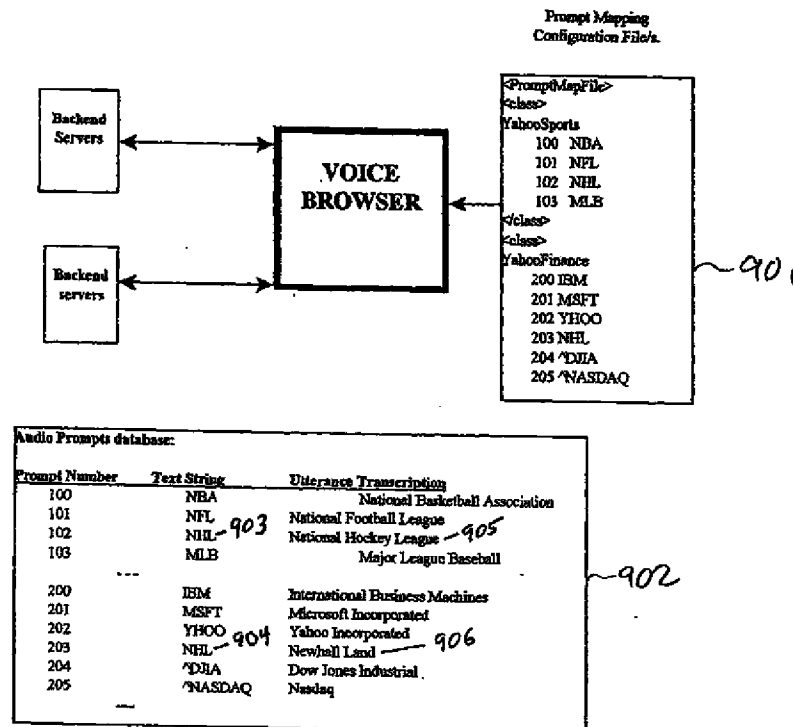 Prompt Mapping
Configuration File/s.
Backend
Servers
VOICE
BROWSER
Backend
servers
<PromptMapFile>
<class>
YahooSports
100 NBA
101 NFL
102 NHL
103 MLB
</class>
<class>
YahooFinance
200 IBM
201 MSFT
202 YHOO
203 NHL
204 ^DJIA
205 ^NASDAQ
901
Audio Prompts database:
Prompt Number Text String Utterance Transcription
100 NBA National Basketball Association
101 NFL National Football League
102 NHL 903 National Hockey League 905
103 MLB Major League Baseball
---
200 IBM International Business Machines
201 MSFT Microsoft Incorporated
202 YHOO Yahoo Incorporated
203 NHL 904 Newhall Land 906
204 ^DJIA Dow Jones Industrial
205 ^NASDAQ Nasdaq
902